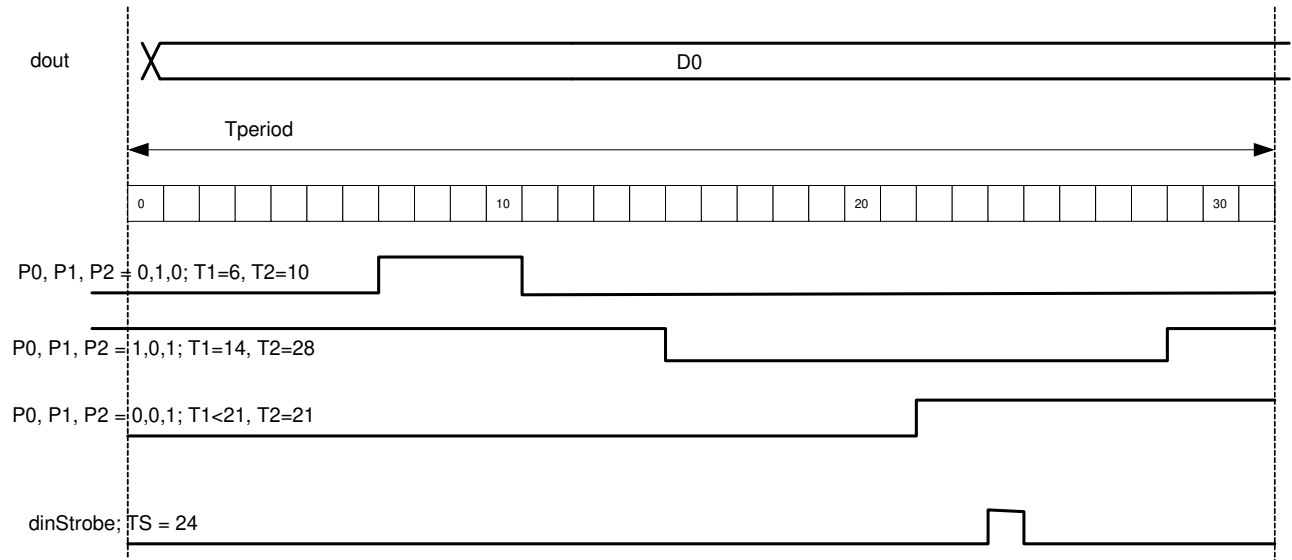 dout
D0
Tperiod
0 10 20 30
P0, P1, P2 = 0,1,0; T1=6, T2=10
P0, P1, P2 = 1,0,1; T1=14, T2=28
P0, P1, P2 = 0,0,1; T1<21, T2=21
dinStrobe; TS = 24